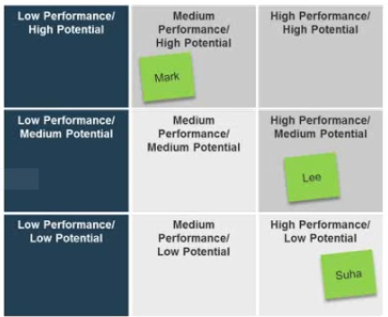 Low Performance/
High Potential
Medium
Performance/
High Potential
High Performance/
High Potential
Mark
Low Performance/
Medium Potential
Medium
Performance/
Medium Potential
High Performance/
Medium Potential
Lee
Low Performance/
Low Potential
Medium
Performance/
Low Potential
High Performance/
Low Potential
Suha